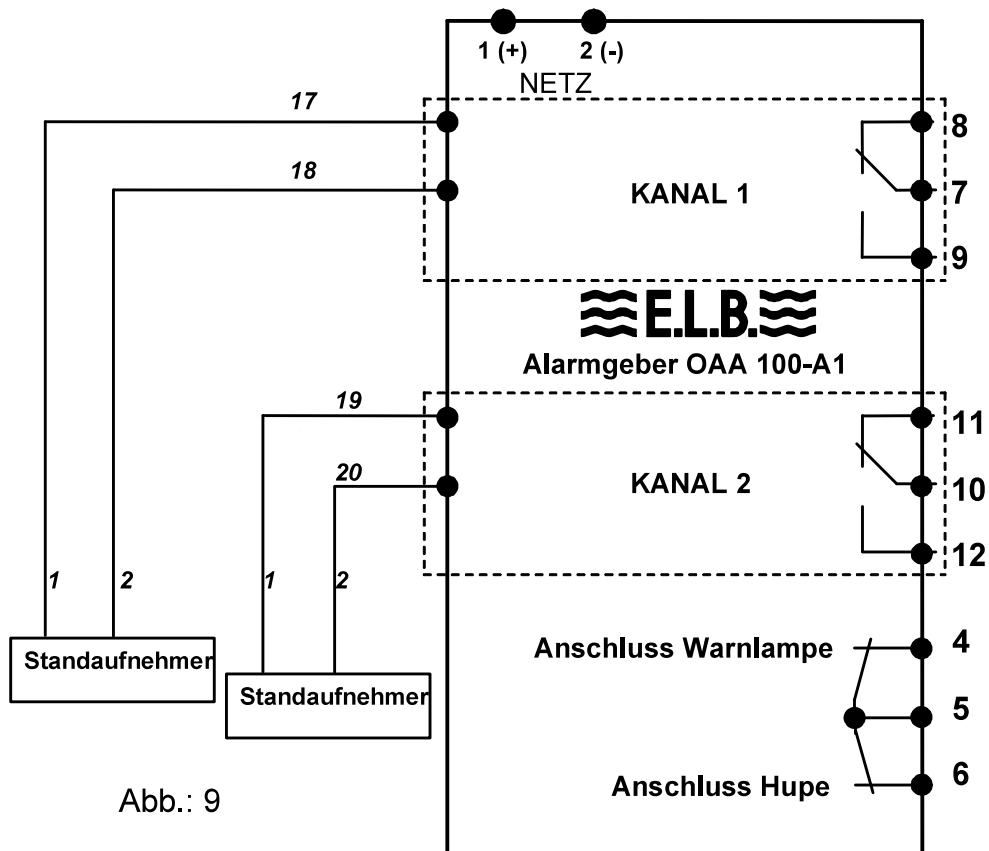 1 (+) 2 (-)
NETZ
17
8
18
KANAL 1
7
9
E.L.B.
Alarmgeber OAA 100-A1
19
11
20
KANAL 2
10
12
1 2
1 2
Anschluss Warnlampe
4
Standaufnehmer
Standaufnehmer
5
Anschluss Hupe
6
Abb.: 9